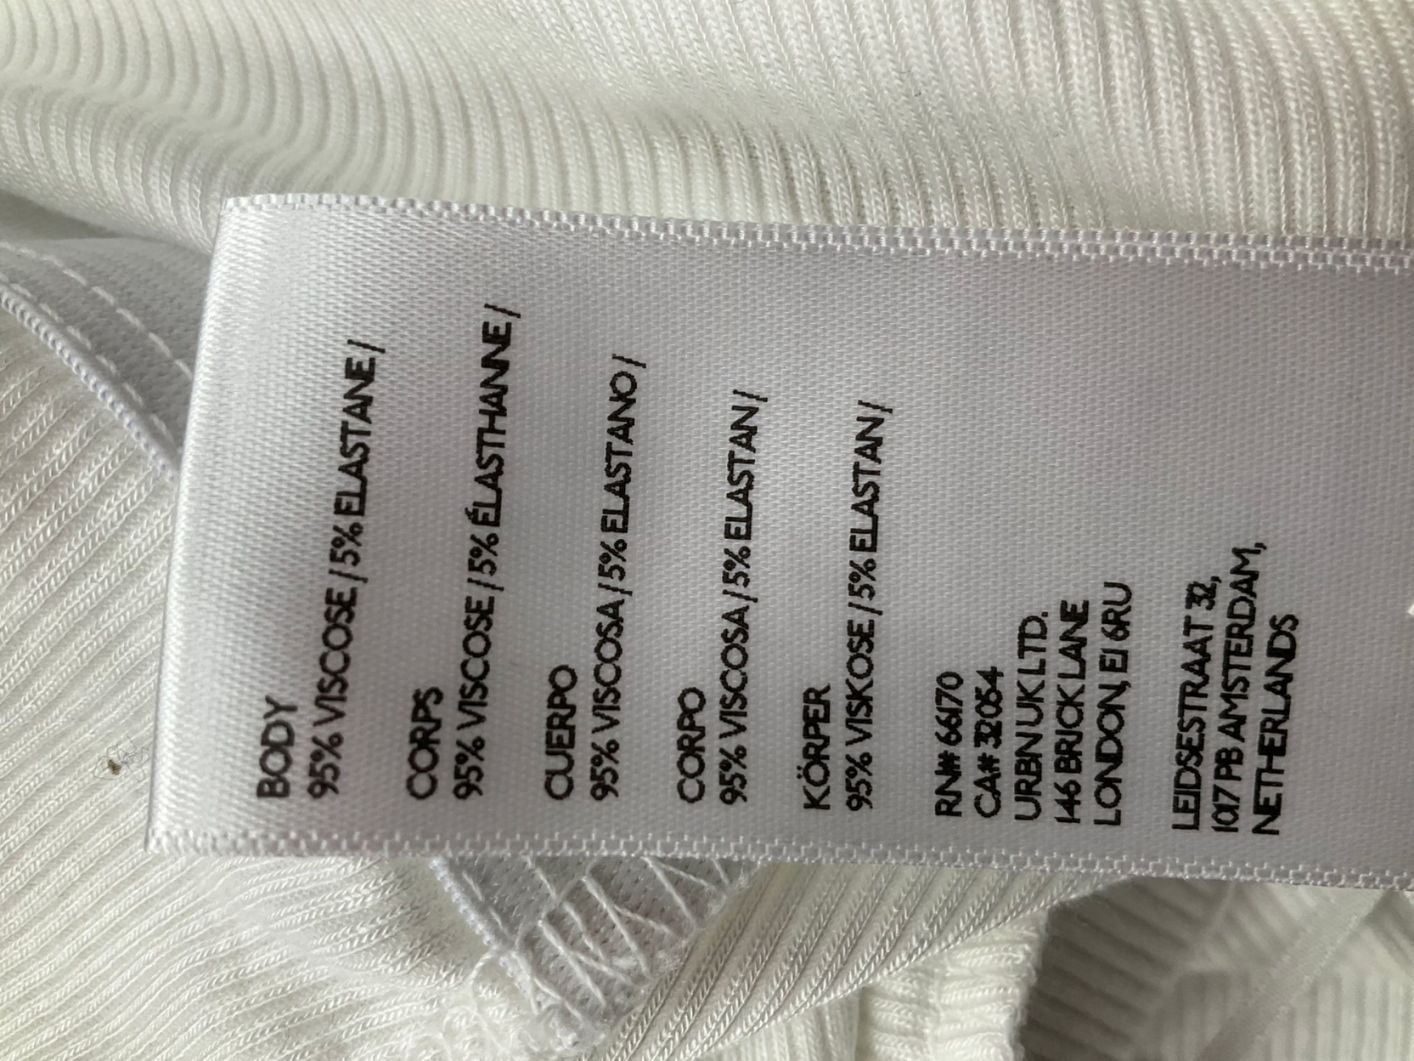 BODY
95% VISCOSE / 5% ELASTANE /
CORPS
95% VISCOSE / 5% ÉLASTHANNE /
CUERPO
95% VISCOSA / 5% ELASTANO /
CORPO
95% VISCOSA / 5% ELASTAN /
KÖRPER
95% VISKOSE / 5% ELASTAN /
RN# 66170
CA# 32054
URBN UK LTD.
146 BRICK LANE
LONDON, E1 6RU
LEIDSESTRAAT 32,
1017 PB AMSTERDAM,
NETHERLANDS